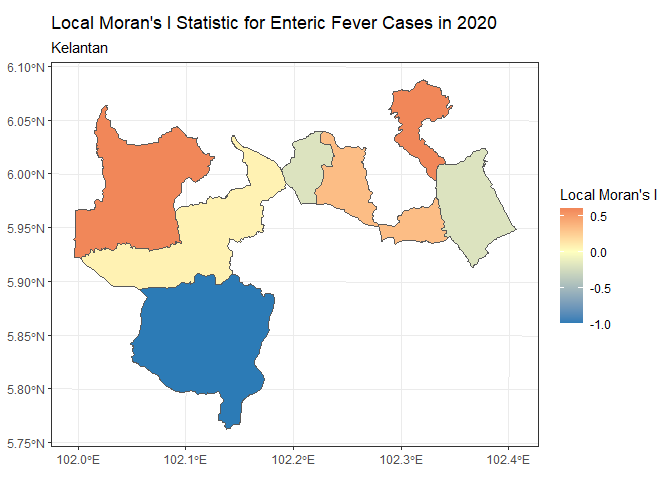 Local Moran's I Statistic for Enteric Fever Cases in 2020
Kelantan
6.10°N
6.05°N
6.00°N
5.95°N
5.90°N
5.85°N
5.80°N
5.75°N
102.0°E
102.1°E
102.2°E
102.3°E
102.4°E
Local Moran's I
0.5
0.0
-0.5
-1.0